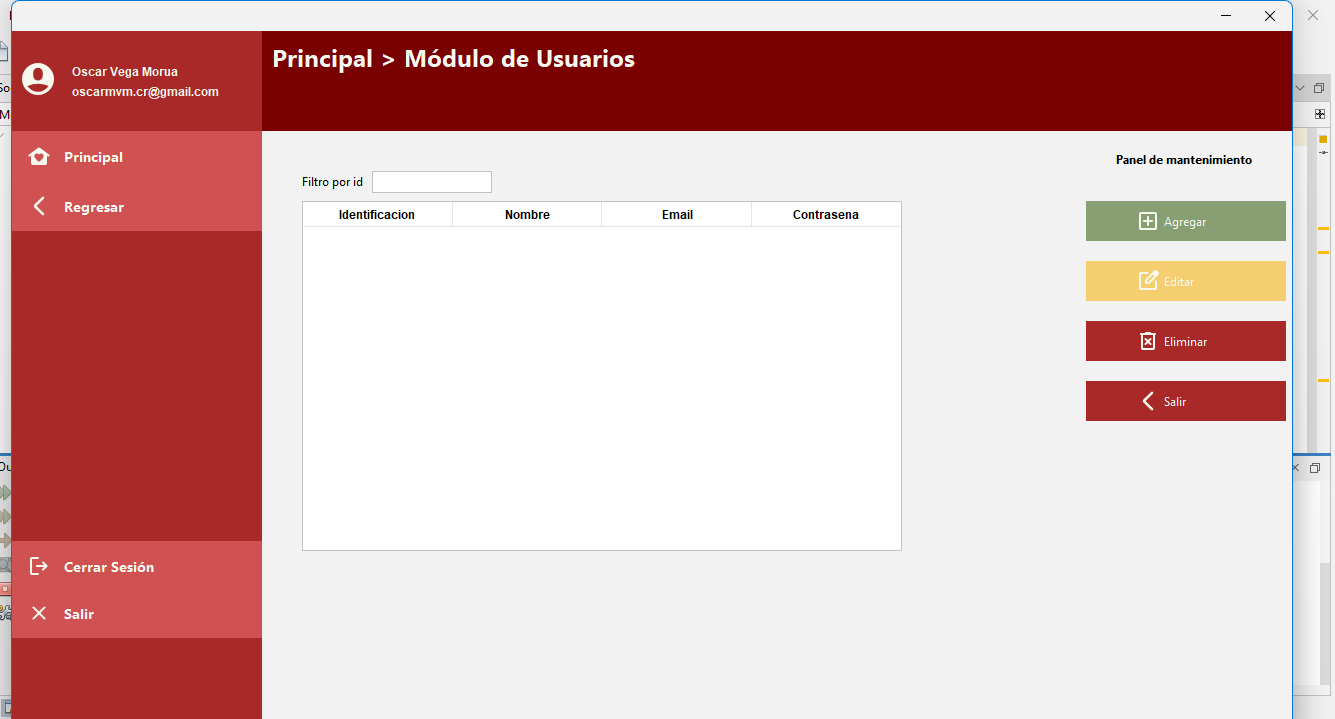 Principal > Módulo de Usuarios
Oscar Vega Morua
oscarmvm.cr@gmail.com
Principal
Regresar
Cerrar Sesión
Salir
Filtro por id
Identificacion Nombre Email Contrasena
Panel de mantenimiento
Agregar
Editar
Eliminar
Salir